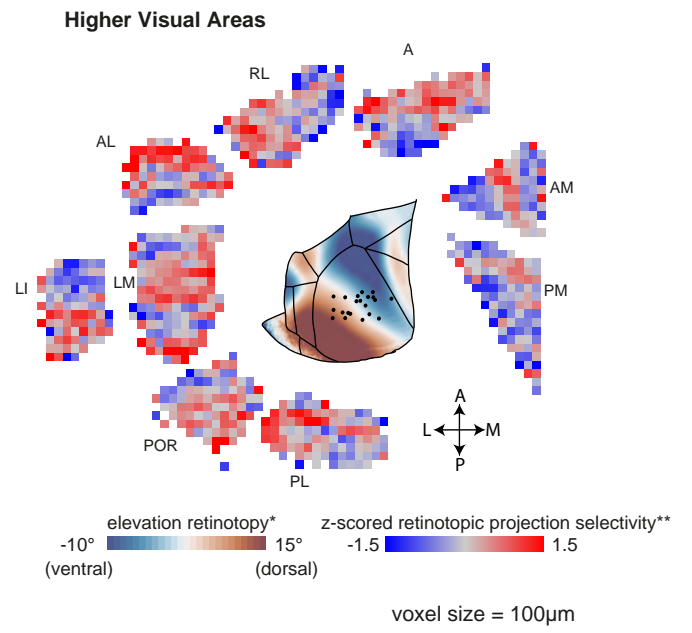 Higher Visual Areas
A
RL
AL
AM
LI
LM
PM
POR
PL
A
L
M
P
elevation retinotopy*
z-scored retinotopic projection selectivity**
-10°
15°
-1.5
1.5
(ventral)
(dorsal)
voxel size = 100μm